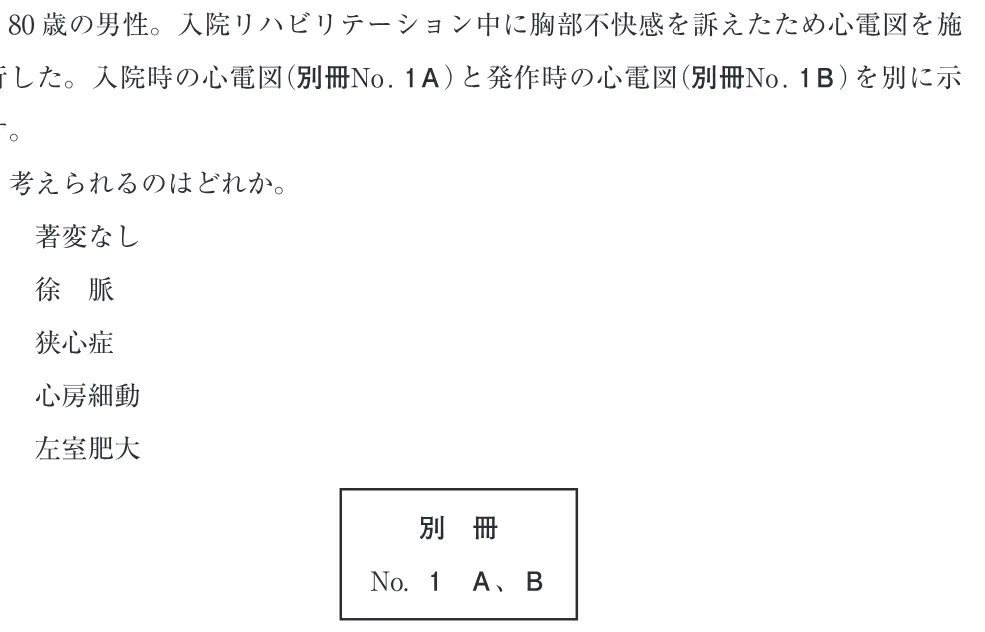 80 歳の男性。入院リハビリテーション中に胸部不快感を訴えたため心電図を施
行した。入院時の心電図(別冊No. 1A)と発作時の心電図(別冊No. 1B)を別に示
す。
考えられるのはどれか。
著変なし
徐 脈
狭心症
心房細動
左室肥大
別 冊
No. 1 A、B